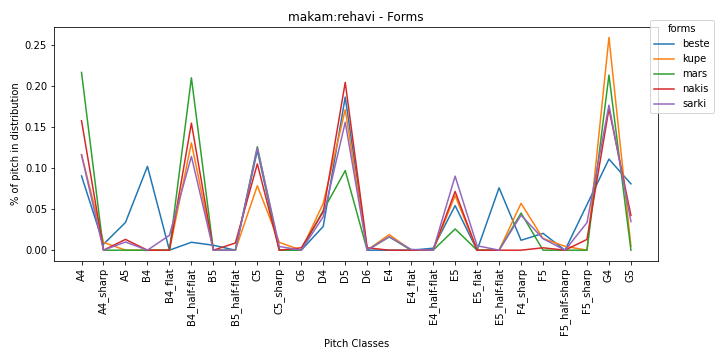 makam:rehavi - Forms
forms
beste
kupe
mars
nakis
sarki
% of pitch in distribution
0.25
0.20
0.15
0.10
0.05
0.00
A4
A4_sharp
A5
B4
B4_flat
B4_half-flat
B5
B5_half-flat
C5
C5_sharp
C6
D4
D5
D6
E4
E4_flat
E4_half-flat
E5
E5_flat
E5_half-flat
F4_sharp
F5
F5_half-sharp
F5_sharp
G4
G5
Pitch Classes